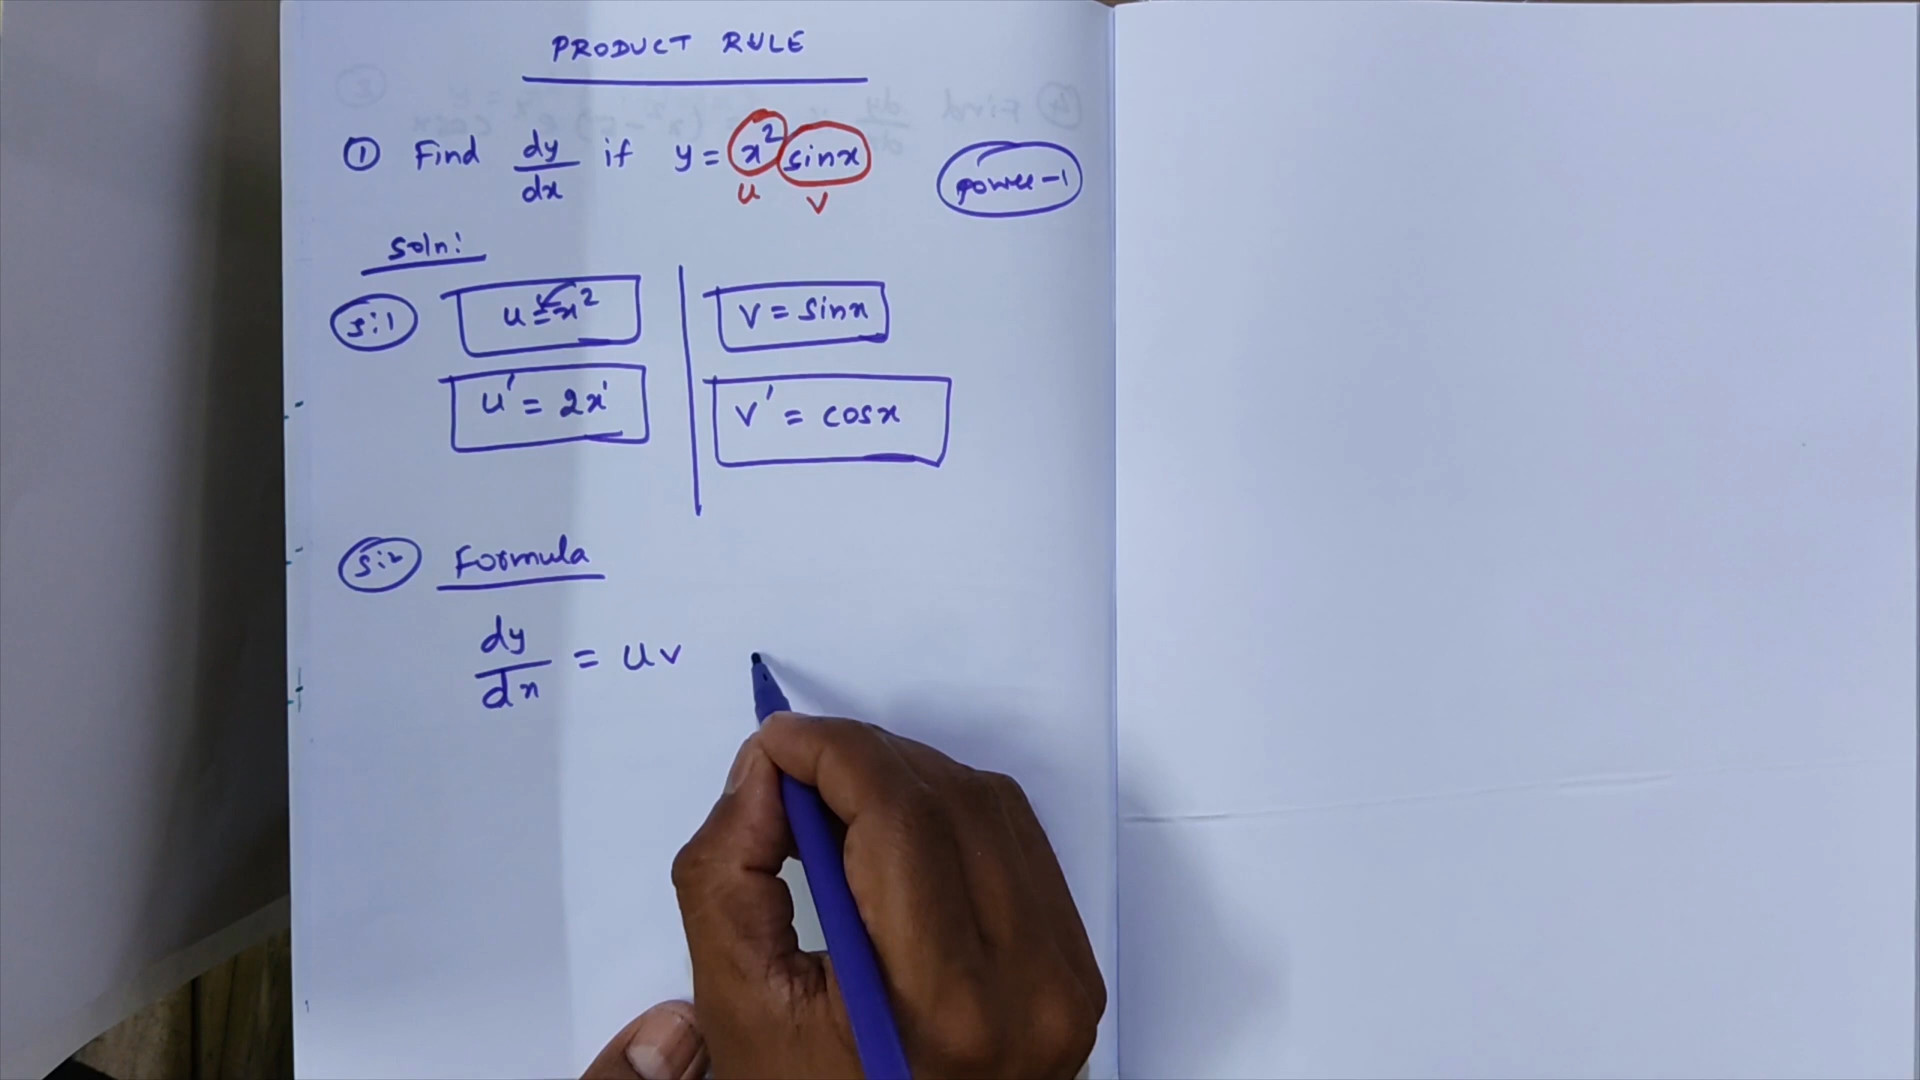 PRODUCT RULE
① Find dy/dx if y = x² sinx
u v
power-1
Soln:
S:1 u = x² v = sinx
u' = 2x' v' = cosx
S:2 Formula
dy/dx = uv